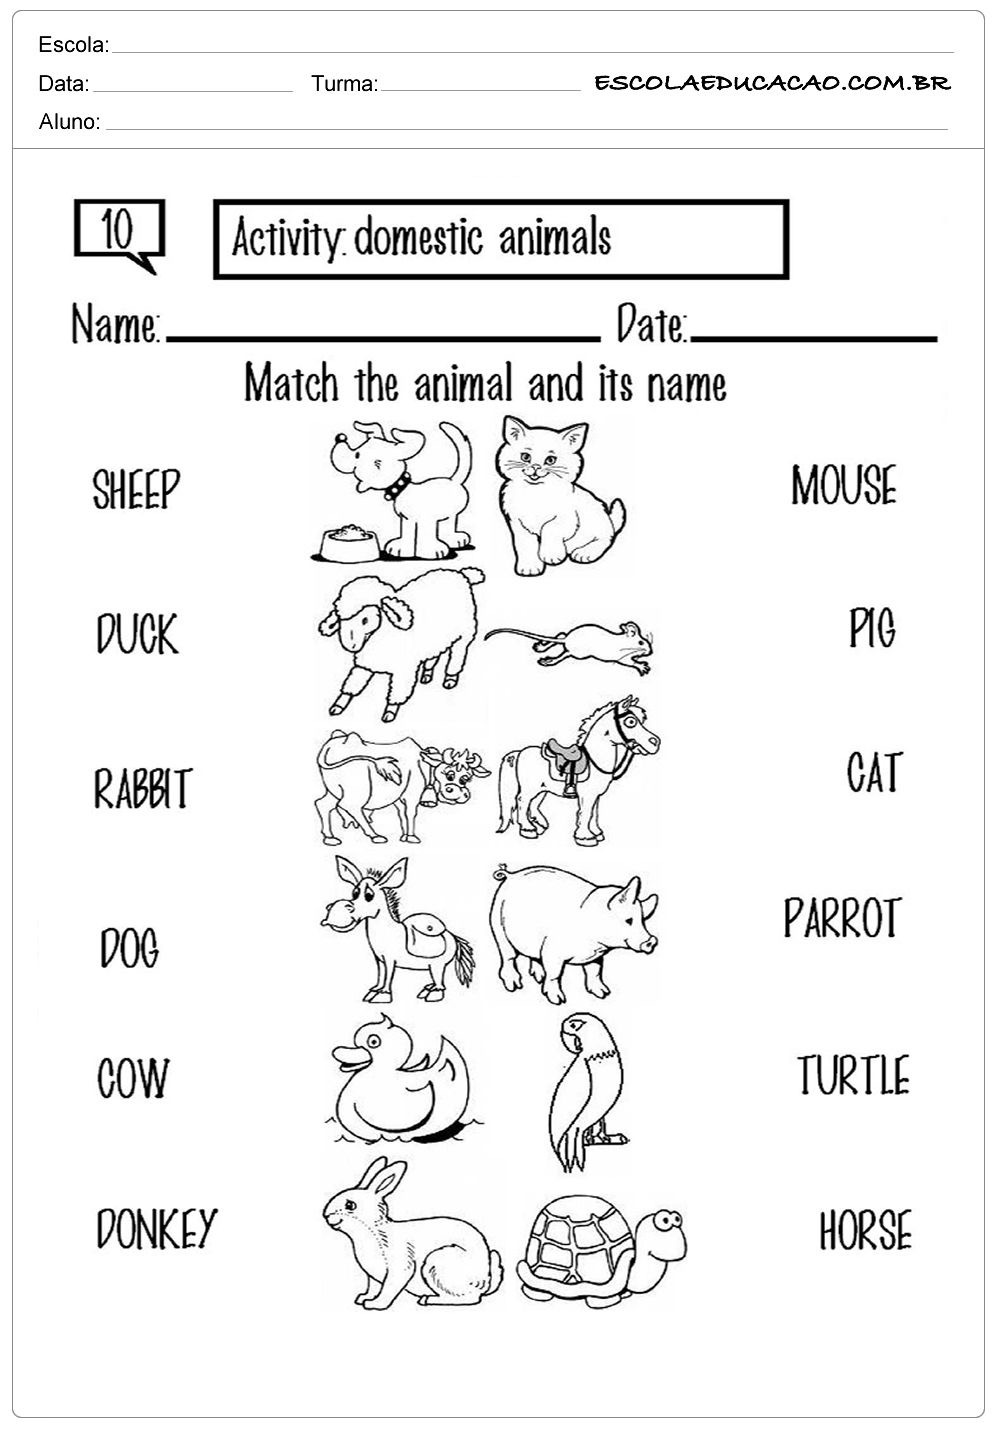 Escola:
Data: Turma: ESCOLAEDUCACAO.COM.BR
Aluno:
10 Activity: domestic animals
Name: Date:
Match the animal and its name
SHEEP MOUSE
DUCK PIG
RABBIT CAT
DOG PARROT
COW TURTLE
DONKEY HORSE